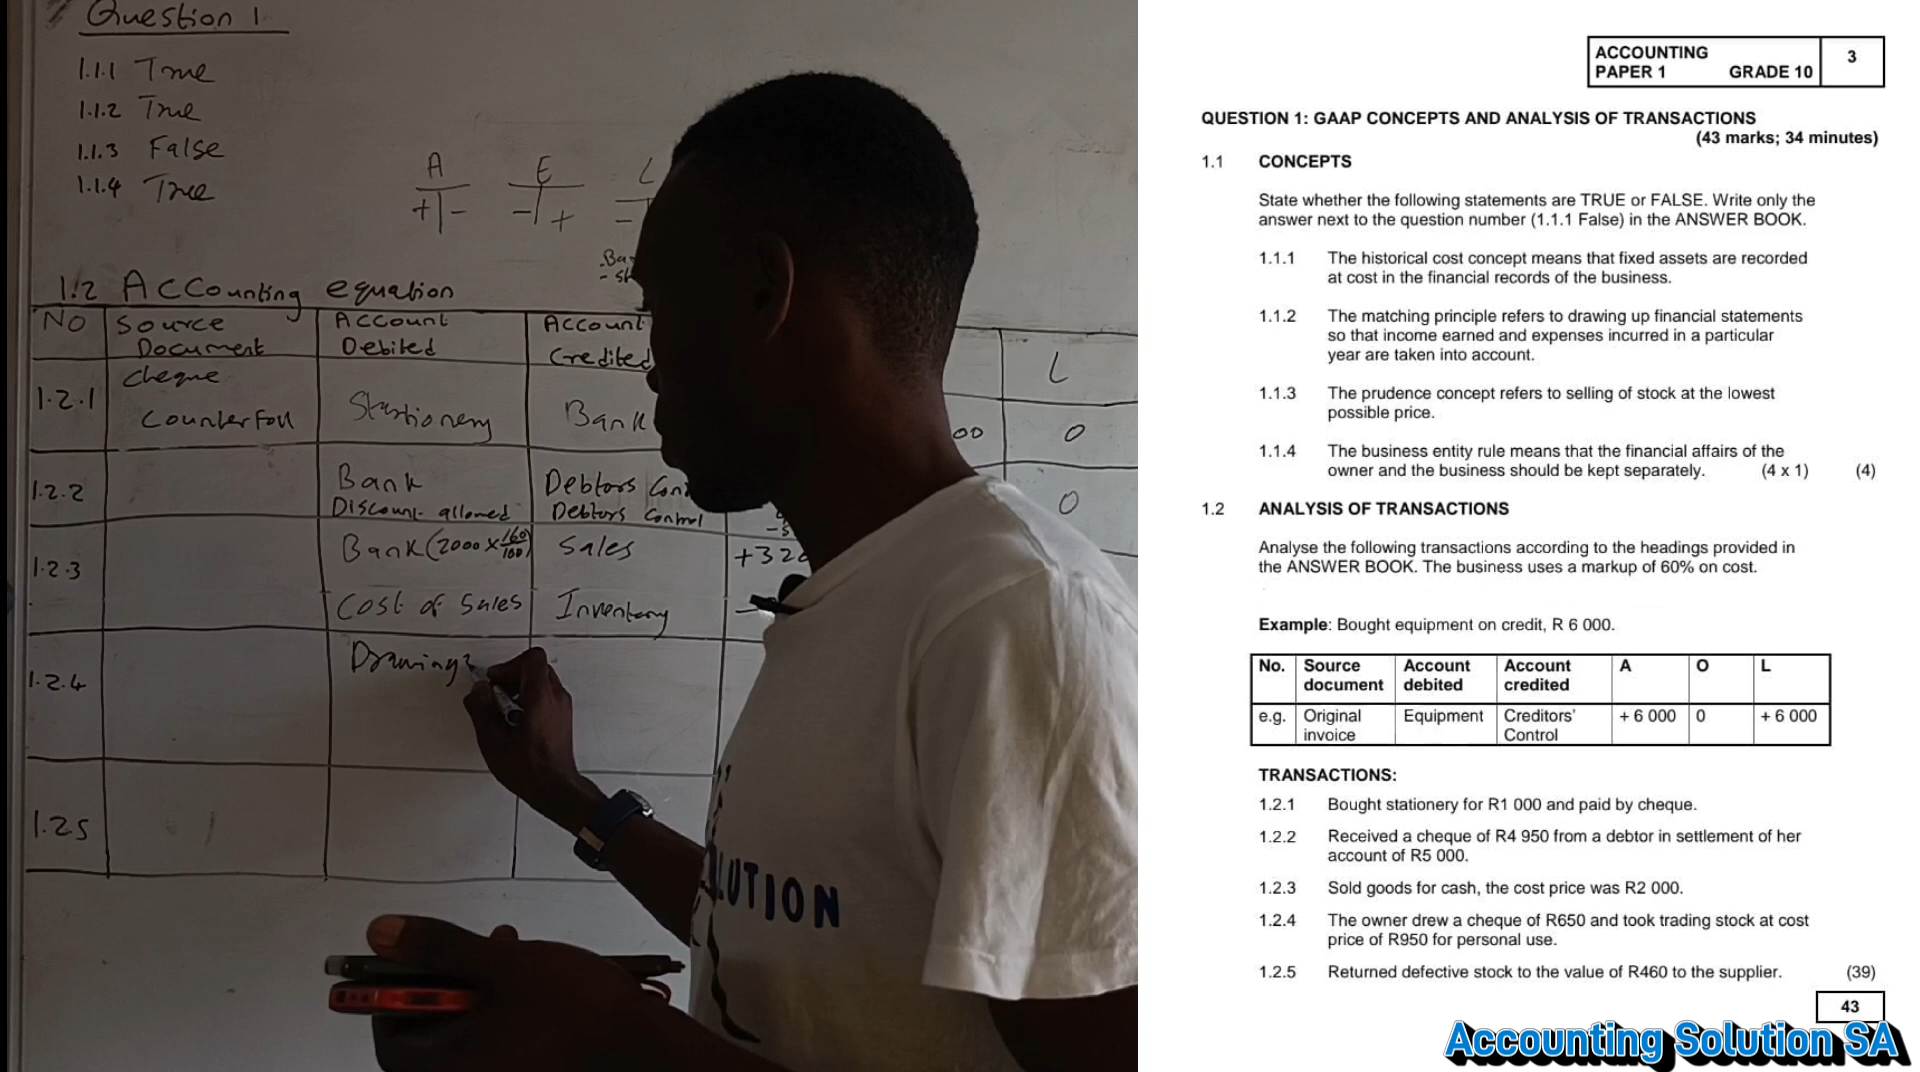 Question 1
1.1.1 True
1.1.2 True
1.1.3 False
1.1.4 True
A E L
+ - - + -
1.2 Accounting equation
No Source Document Account Debited Account Credited L
1.2.1 Cheque Counterfoil Stationery Bank 00 0
1.2.2 Bank Debtors 0
Discount allowed Debtors Control
1.2.3 Bank (2000 x 160/100) Sales +320
Cost of Sales Inventory -
1.2.4 Drawings
1.2.5
LUTION
ACCOUNTING
PAPER 1 GRADE 10 3
QUESTION 1: GAAP CONCEPTS AND ANALYSIS OF TRANSACTIONS
(43 marks; 34 minutes)
1.1 CONCEPTS
State whether the following statements are TRUE or FALSE. Write only the
answer next to the question number (1.1.1 False) in the ANSWER BOOK.
1.1.1 The historical cost concept means that fixed assets are recorded
at cost in the financial records of the business.
1.1.2 The matching principle refers to drawing up financial statements
so that income earned and expenses incurred in a particular
year are taken into account.
1.1.3 The prudence concept refers to selling of stock at the lowest
possible price.
1.1.4 The business entity rule means that the financial affairs of the
owner and the business should be kept separately. (4 x 1) (4)
1.2 ANALYSIS OF TRANSACTIONS
Analyse the following transactions according to the headings provided in
the ANSWER BOOK. The business uses a markup of 60% on cost.
Example: Bought equipment on credit, R 6 000.
No. Source document Account debited Account credited A O L
e.g. Original invoice Equipment Creditors' Control + 6 000 0 + 6 000
TRANSACTIONS:
1.2.1 Bought stationery for R1 000 and paid by cheque.
1.2.2 Received a cheque of R4 950 from a debtor in settlement of her
account of R5 000.
1.2.3 Sold goods for cash, the cost price was R2 000.
1.2.4 The owner drew a cheque of R650 and took trading stock at cost
price of R950 for personal use.
1.2.5 Returned defective stock to the value of R460 to the supplier. (39)
43
Accounting Solution SA